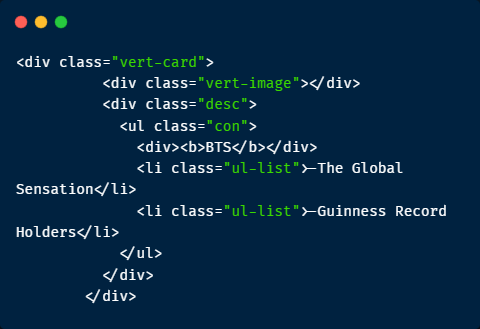 <div class="vert-card">
          <div class="vert-image"></div>
          <div class="desc">
            <ul class="con">
              <div><b>BTS</b></div>
              <li class="ul-list">-The Global
Sensation</li>
              <li class="ul-list">-Guinness Record
Holders</li>
            </ul>
          </div>
        </div>